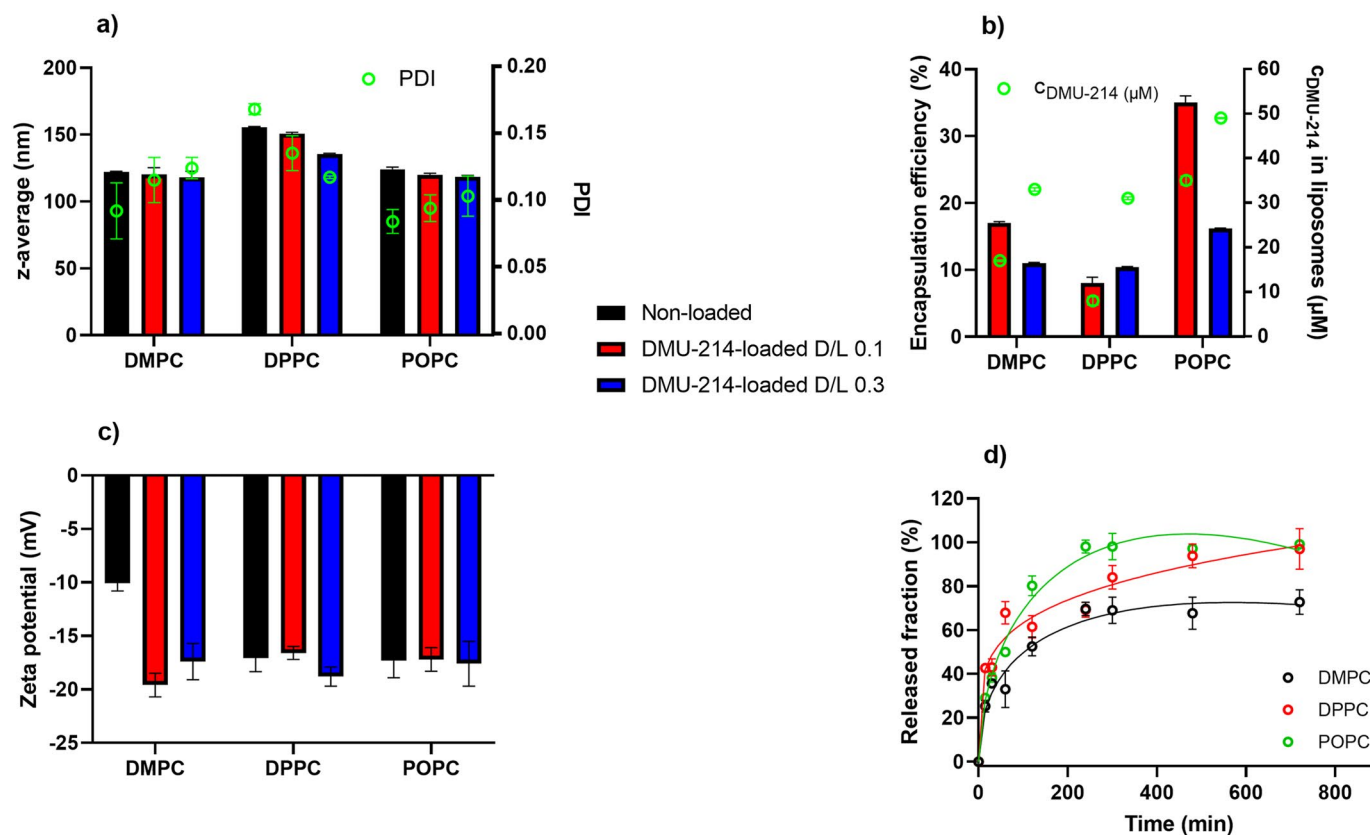 a)
200
150
100
50
0
z-average (nm)
PDI
0.20
0.15
0.10
0.05
0.00
PDI
DMPC DPPC POPC
b)
40
30
20
10
0
Encapsulation efficiency (%)
cDMU-214 (µM)
60
50
40
30
20
10
0
cDMU-214 in liposomes (µM)
DMPC DPPC POPC
Non-loaded
DMU-214-loaded D/L 0.1
DMU-214-loaded D/L 0.3
c)
0
-5
-10
-15
-20
-25
Zeta potential (mV)
DMPC DPPC POPC
d)
120
100
80
60
40
20
0
Released fraction (%)
DMPC
DPPC
POPC
0 200 400 600 800
Time (min)